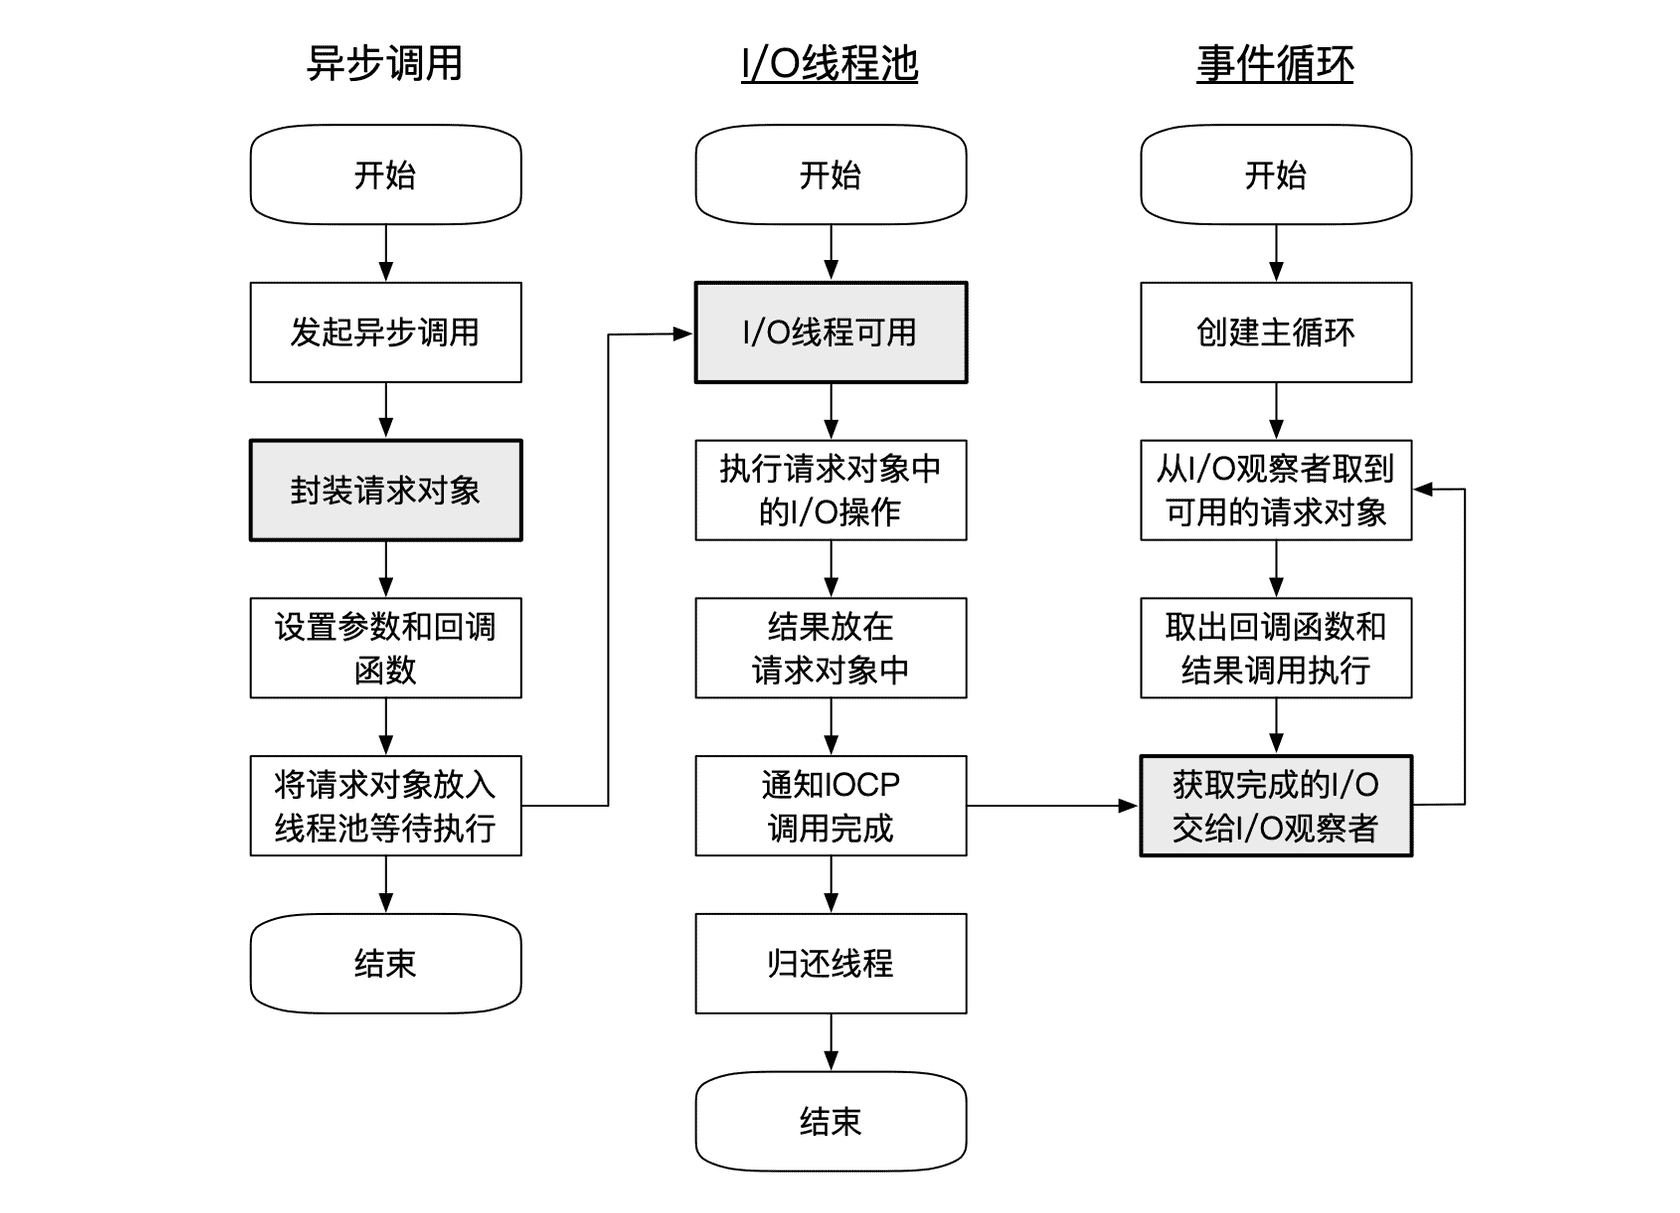 异步调用
开始
发起异步调用
封装请求对象
设置参数和回调
函数
将请求对象放入
线程池等待执行
结束
I/O线程池
开始
I/O线程可用
执行请求对象中
的I/O操作
结果放在
请求对象中
通知IOCP
调用完成
归还线程
结束
事件循环
开始
创建主循环
从I/O观察者取到
可用的请求对象
取出回调函数和
结果调用执行
获取完成的I/O
交给I/O观察者